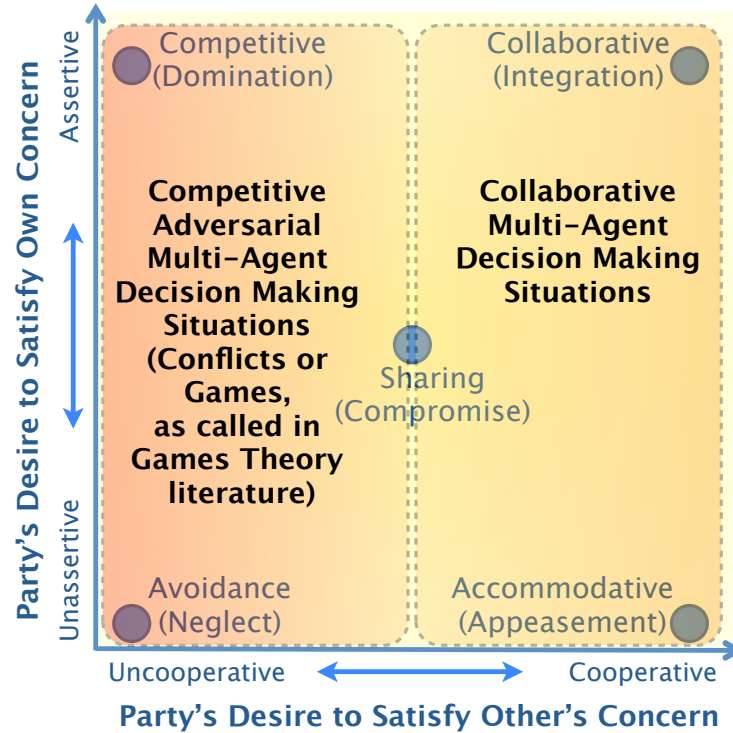 Competitive
(Domination)
Collaborative
(Integration)
Assertive
Party's Desire to Satisfy Own Concern
Unassertive
Competitive
Adversarial
Multi-Agent
Decision Making
Situations
(Conflicts or
Games,
as called in
Games Theory
literature)
Collaborative
Multi-Agent
Decision Making
Situations
Sharing
(Compromise)
Avoidance
(Neglect)
Accommodative
(Appeasement)
Uncooperative
Cooperative
Party's Desire to Satisfy Other's Concern